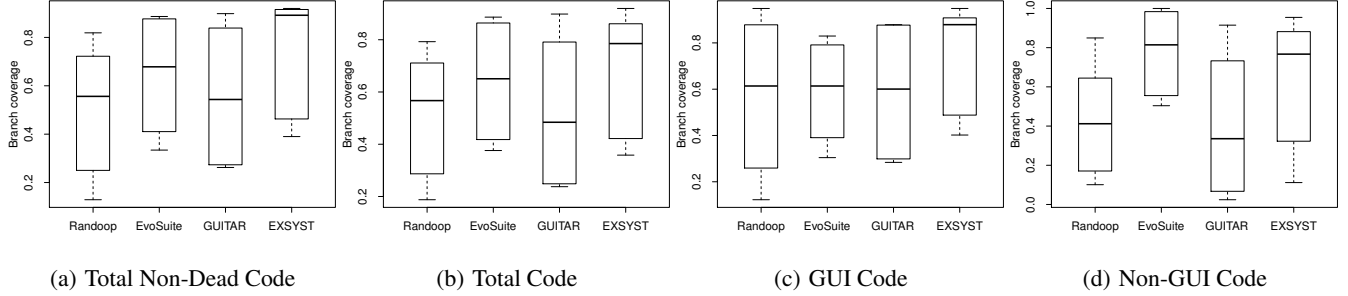 Branch coverage
0.2 0.4 0.6 0.8
Randoop EvoSuite GUITAR EXSYST
(a) Total Non-Dead Code
Branch coverage
0.2 0.4 0.6 0.8
Randoop EvoSuite GUITAR EXSYST
(b) Total Code
Branch coverage
0.2 0.4 0.6 0.8
Randoop EvoSuite GUITAR EXSYST
(c) GUI Code
Branch coverage
0.0 0.2 0.4 0.6 0.8 1.0
Randoop EvoSuite GUITAR EXSYST
(d) Non-GUI Code